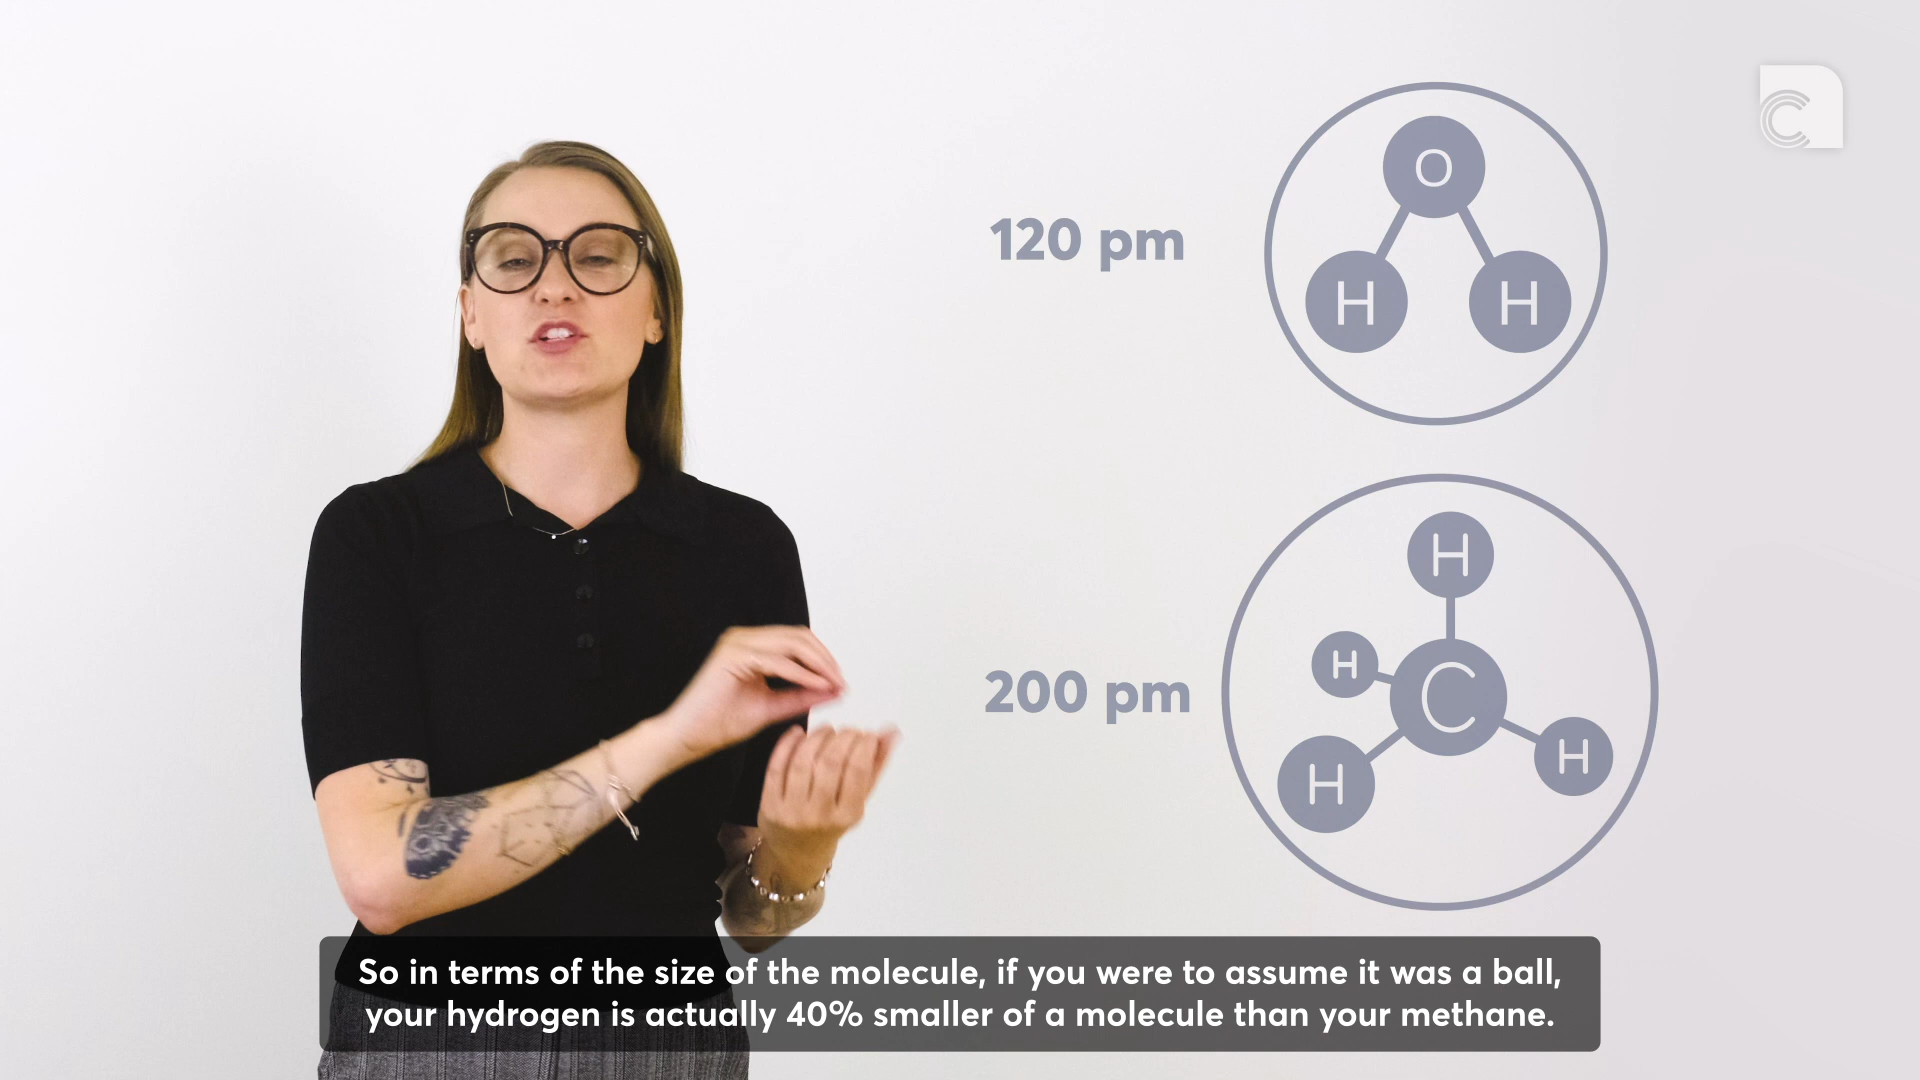 120 pm
O
H
H
200 pm
H
H
C
H
H
So in terms of the size of the molecule, if you were to assume it was a ball,
your hydrogen is actually 40% smaller of a molecule than your methane.